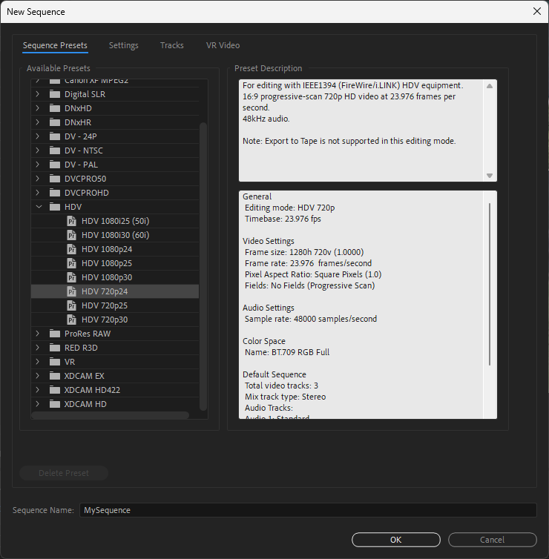 New Sequence
Sequence Presets Settings Tracks VR Video
Available Presets
Canon XF MPEG2
Digital SLR
DNxHD
DNxHR
DV - 24P
DV - NTSC
DV - PAL
DVCPRO50
DVCPROHD
HDV
HDV 1080i25 (50i)
HDV 1080i30 (60i)
HDV 1080p24
HDV 1080p25
HDV 1080p30
HDV 720p24
HDV 720p25
HDV 720p30
ProRes RAW
RED R3D
VR
XDCAM EX
XDCAM HD422
XDCAM HD
Delete Preset
Preset Description
For editing with IEEE1394 (FireWire/i.LINK) HDV equipment.
16:9 progressive-scan 720p HD video at 23.976 frames per
second.
48kHz audio.
Note: Export to Tape is not supported in this editing mode.
General
Editing mode: HDV 720p
Timebase: 23.976 fps
Video Settings
Frame size: 1280h 720v (1.0000)
Frame rate: 23.976 frames/second
Pixel Aspect Ratio: Square Pixels (1.0)
Fields: No Fields (Progressive Scan)
Audio Settings
Sample rate: 48000 samples/second
Color Space
Name: BT.709 RGB Full
Default Sequence
Total video tracks: 3
Mix track type: Stereo
Audio Tracks:
Audio 1: Standard
Sequence Name: MySequence
OK Cancel